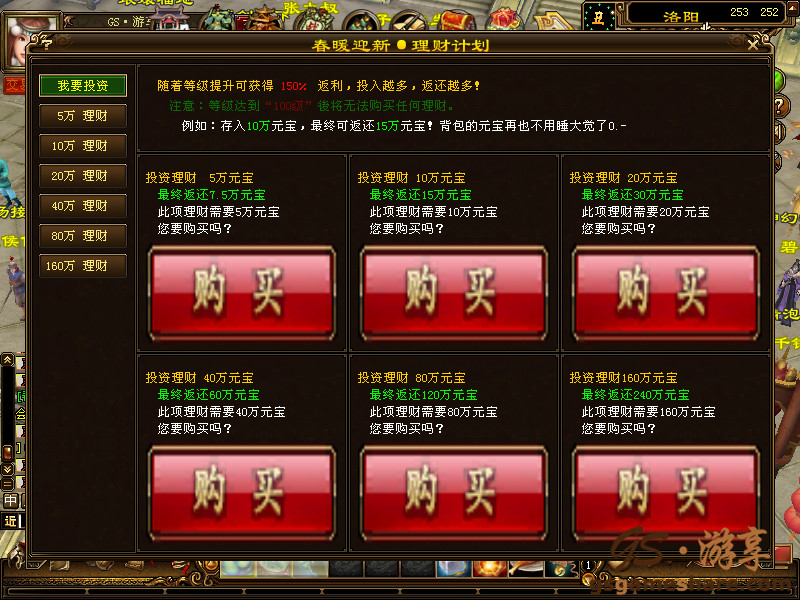 GS·游
洛阳
253 252
丑
春暖迎新●理财计划
我要投资
5万 理财
10万 理财
20万 理财
40万 理财
80万 理财
160万 理财
随着等级提升可获得 150% 返利，投入越多，返还越多！
注意：等级达到“100级”後将无法购买任何理财。
例如：存入10万元宝，最终可返还15万元宝！背包的元宝再也不用睡大觉了0.-
投资理财 5万元宝
最终返还7.5万元宝
此项理财需要5万元宝
您要购买吗？
购买
投资理财 10万元宝
最终返还15万元宝
此项理财需要10万元宝
您要购买吗？
购买
投资理财 20万元宝
最终返还30万元宝
此项理财需要20万元宝
您要购买吗？
购买
投资理财 40万元宝
最终返还60万元宝
此项理财需要40万元宝
您要购买吗？
购买
投资理财 80万元宝
最终返还120万元宝
此项理财需要80万元宝
您要购买吗？
购买
投资理财160万元宝
最终返还240万元宝
此项理财需要160万元宝
您要购买吗？
购买
申
近
1
GS·游享